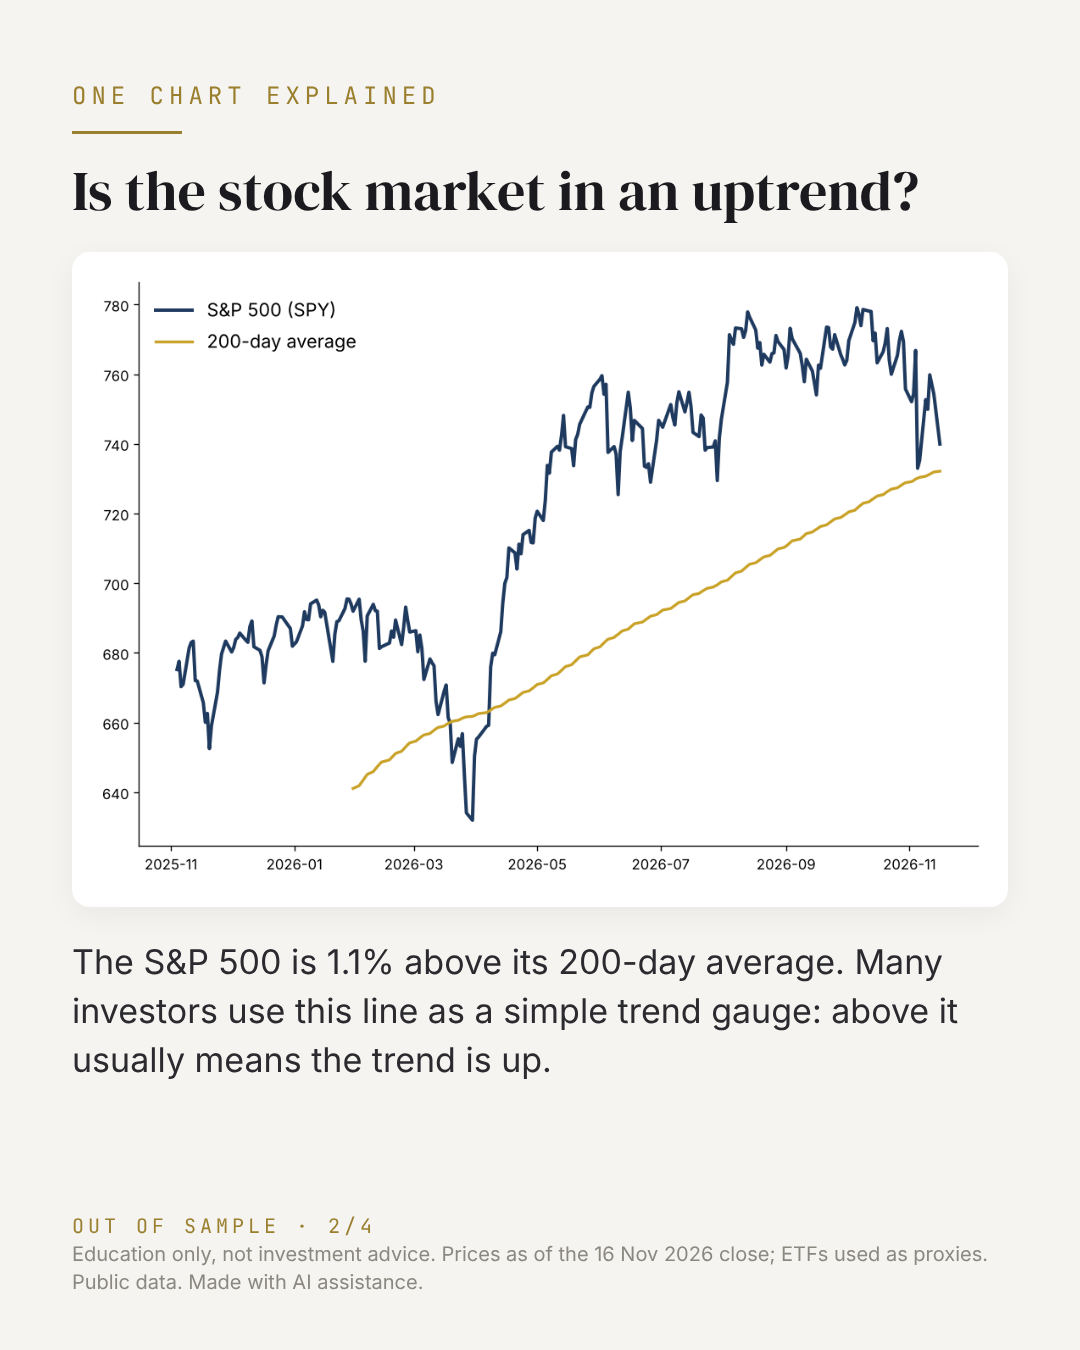 ONE CHART EXPLAINED
Is the stock market in an uptrend?
S&P 500 (SPY)
200-day average
780
760
740
720
700
680
660
640
2025-11
2026-01
2026-03
2026-05
2026-07
2026-09
2026-11
The S&P 500 is 1.1% above its 200-day average. Many
investors use this line as a simple trend gauge: above it
usually means the trend is up.
OUT OF SAMPLE · 2/4
Education only, not investment advice. Prices as of the 16 Nov 2026 close; ETFs used as proxies.
Public data. Made with AI assistance.